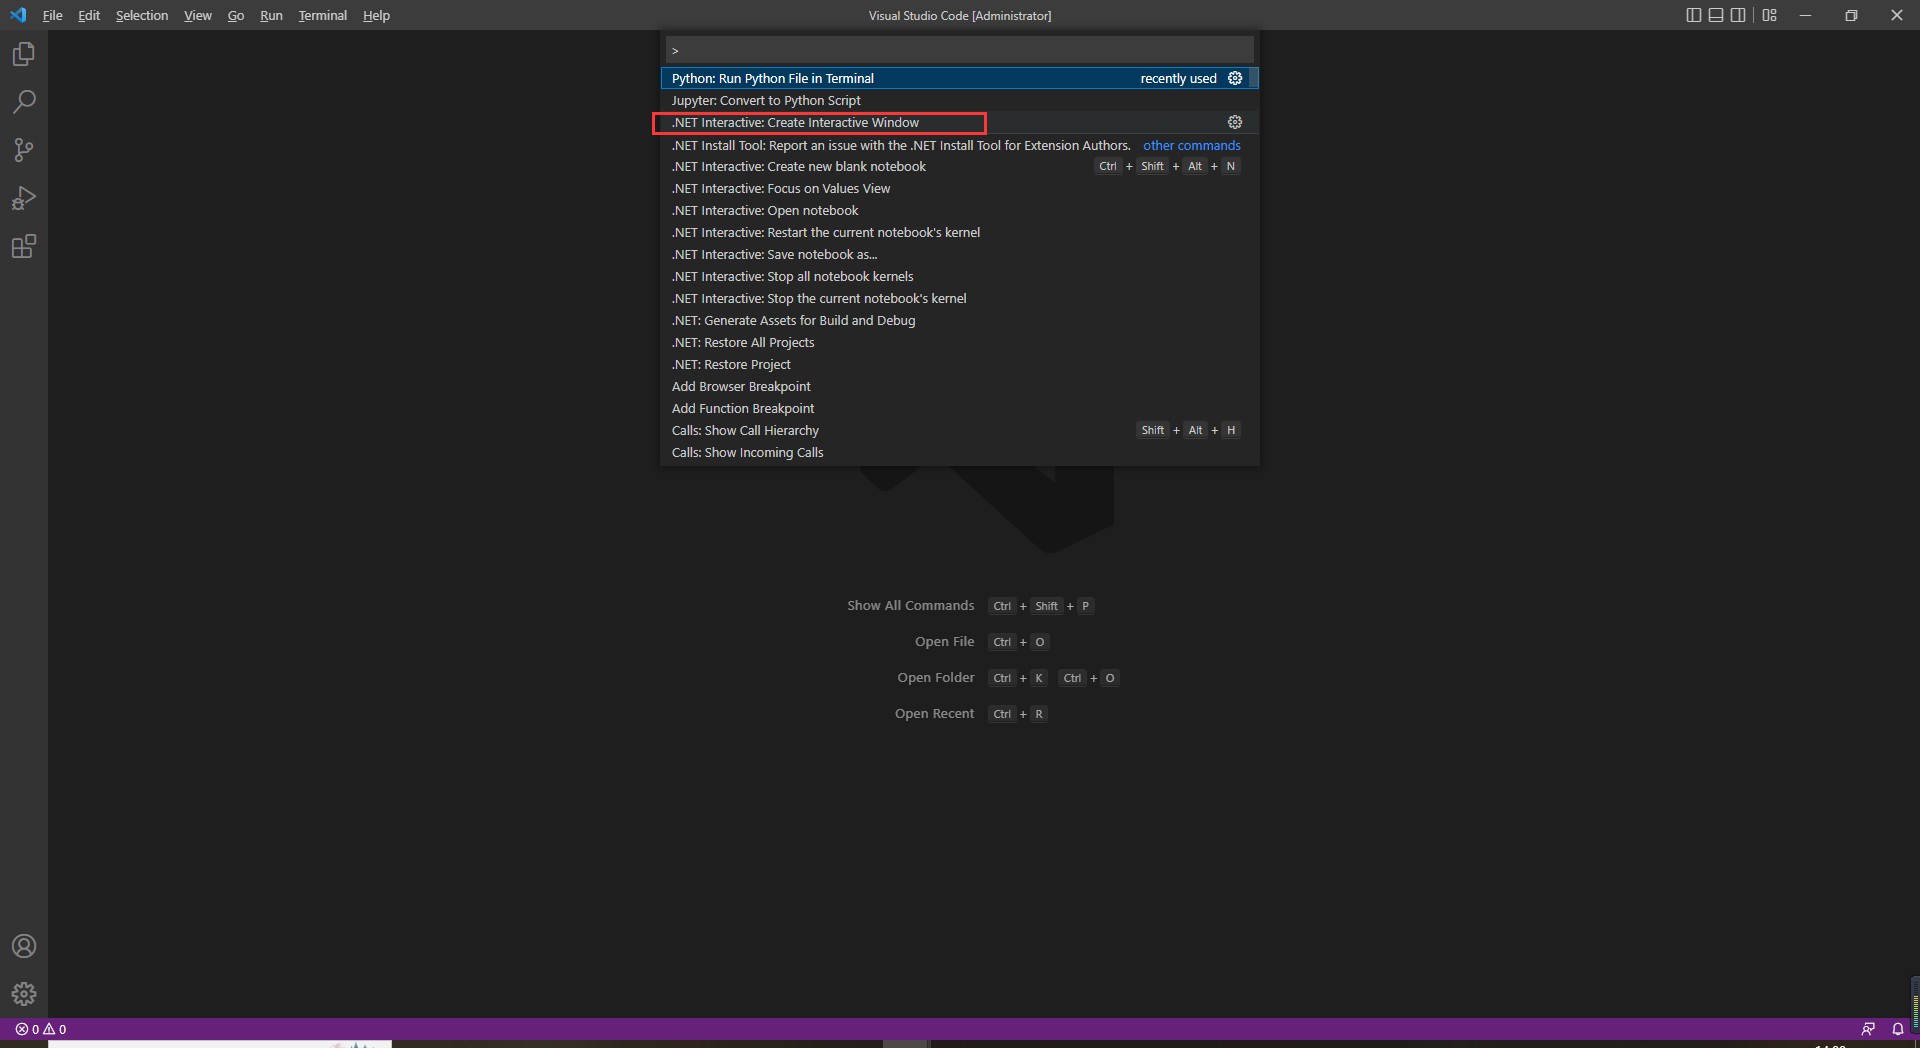 File Edit Selection View Go Run Terminal Help Visual Studio Code [Administrator]
>
Python: Run Python File in Terminal recently used
Jupyter: Convert to Python Script
.NET Interactive: Create Interactive Window
.NET Install Tool: Report an issue with the .NET Install Tool for Extension Authors. other commands
.NET Interactive: Create new blank notebook Ctrl + Shift + Alt + N
.NET Interactive: Focus on Values View
.NET Interactive: Open notebook
.NET Interactive: Restart the current notebook's kernel
.NET Interactive: Save notebook as...
.NET Interactive: Stop all notebook kernels
.NET Interactive: Stop the current notebook's kernel
.NET: Generate Assets for Build and Debug
.NET: Restore All Projects
.NET: Restore Project
Add Browser Breakpoint
Add Function Breakpoint
Calls: Show Call Hierarchy Shift + Alt + H
Calls: Show Incoming Calls
Show All Commands Ctrl + Shift + P
Open File Ctrl + O
Open Folder Ctrl + K Ctrl + O
Open Recent Ctrl + R
0 0